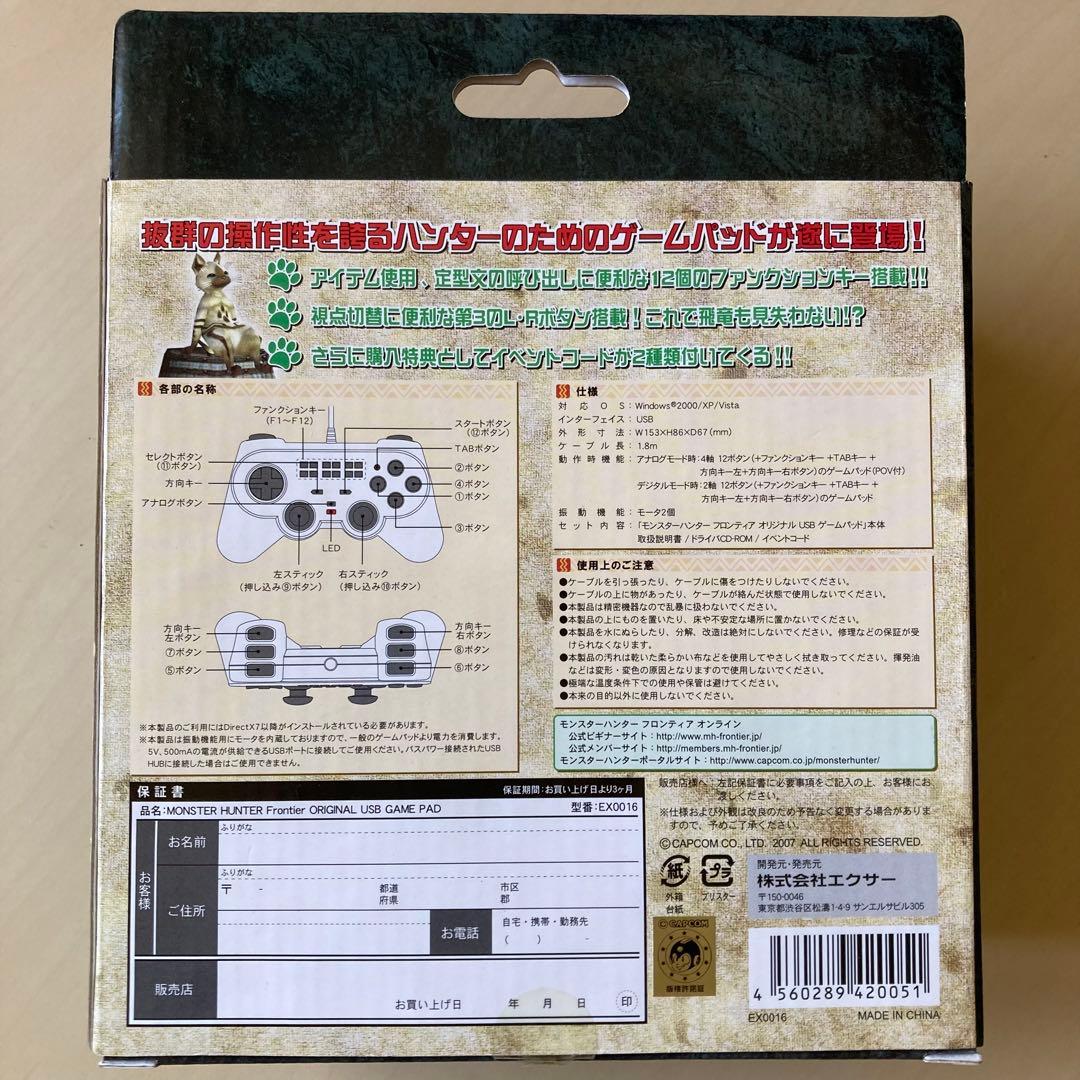 抜群の操作性を誇るハンターのためのゲームパッドが遂に登場！
アイテム使用、定型文の呼び出しに便利な12個のファンクションキー搭載!!
視点切替に便利な第3のL・Rボタン搭載！これで飛竜も見失わない!?
さらに購入特典としてイベントコードが2種類付いてくる!!
各部の名称
ファンクションキー
(F1～F12)
スタートボタン
(⑫ボタン)
TABボタン
セレクトボタン
(⑪ボタン)
方向キー
アナログボタン
②ボタン
④ボタン
①ボタン
③ボタン
LED
左スティック
(押し込み⑨ボタン)
右スティック
(押し込み⑩ボタン)
方向キー
左ボタン
⑦ボタン
⑤ボタン
方向キー
右ボタン
⑧ボタン
⑥ボタン
※本製品のご利用にはDirectX7以降がインストールされている必要があります。
※本製品は振動機能用にモータを内蔵しておりますので、一般のゲームパッドより電力を消費します。
5V、500mAの電流が供給できるUSBポートに接続してご使用ください。バスパワー接続されたUSB
HUBに接続した場合はご使用できません。
仕様
対応OS：Windows®2000/XP/Vista
インターフェイス：USB
外形寸法：W153×H86×D67(mm)
ケーブル長：1.8m
動作時機能：アナログモード時：4軸 12ボタン(+ファンクションキー +TABキー +
方向キー左+方向キー右ボタン)のゲームパッド(POV付)
デジタルモード時：2軸 12ボタン(+ファンクションキー +TABキー +
方向キー左+方向キー右ボタン)のゲームパッド
振動機能：モータ2個
セット内容：「モンスターハンター フロンティア オリジナル USB ゲームパッド」本体
取扱説明書 / ドライバCD-ROM / イベントコード
使用上のご注意
●ケーブルを引っ張ったり、ケーブルに傷をつけたりしないでください。
●ケーブルの上に物があったり、ケーブルが絡んだ状態で使用しないでください。
●本製品は精密機器なので乱暴に扱わないでください。
●本製品の上にものを置いたり、床や不安定な場所に置かないでください。
●本製品を水にぬらしたり、分解、改造は絶対にしないでください。修理などの保証が受
けられなくなります。
●本製品の汚れは乾いた柔らかい布などを使用してやさしく拭き取ってください。揮発油
などは変形・変色の原因となりますので使用しないでください。
●極端な温度条件下での使用や保管は避けてください。
●本来の目的以外に使用しないでください。
モンスターハンター フロンティア オンライン
公式ビギナーサイト：http://www.mh-frontier.jp/
公式メンバーサイト：http://members.mh-frontier.jp/
モンスターハンターポータルサイト：http://www.capcom.co.jp/monsterhunter/
保証書
保証期間：お買い上げ日より3ヶ月
品名：MONSTER HUNTER Frontier ORIGINAL USB GAME PAD
型番：EX0016
お客様
お名前
ふりがな
ご住所
ふりがな
〒 -
都道
府県
市区
郡
お電話
自宅・携帯・勤務先
( ) -
販売店
お買い上げ日 年 月 日 印
販売店様へ：左記保証書に必要事項をご記入の上、お客様にお
渡しください。
※仕様および外観は改良のため予告なく変更する場合がありま
すので、予めご了承ください。
©CAPCOM CO., LTD. 2007 ALL RIGHTS RESERVED.
紙
外箱
台紙
プラ
ブリスター
開発元・発売元
株式会社エクサー
〒150-0046
東京都渋谷区松濤1-4-9 サンエルサビル305
©CAPCOM
版権許諾証
4 560289 420051
EX0016
MADE IN CHINA